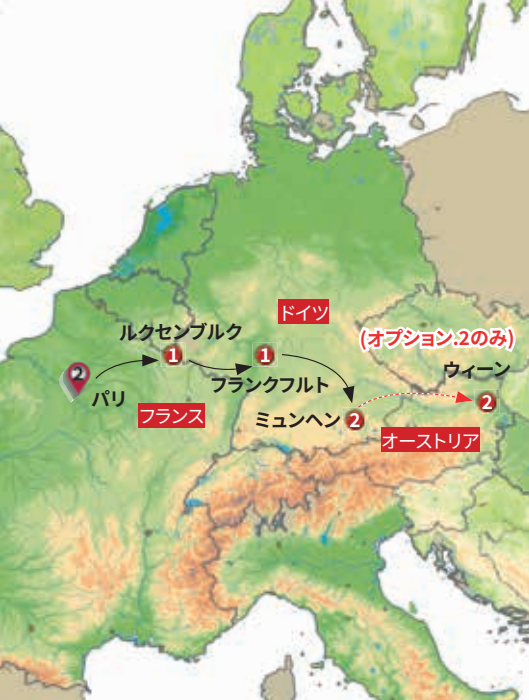 ドイツ
(オプション.2のみ)
ルクセンブルク
1
1
ウィーン
2
フランクフルト
2
パリ
フランス
ミュンヘン
2
オーストリア